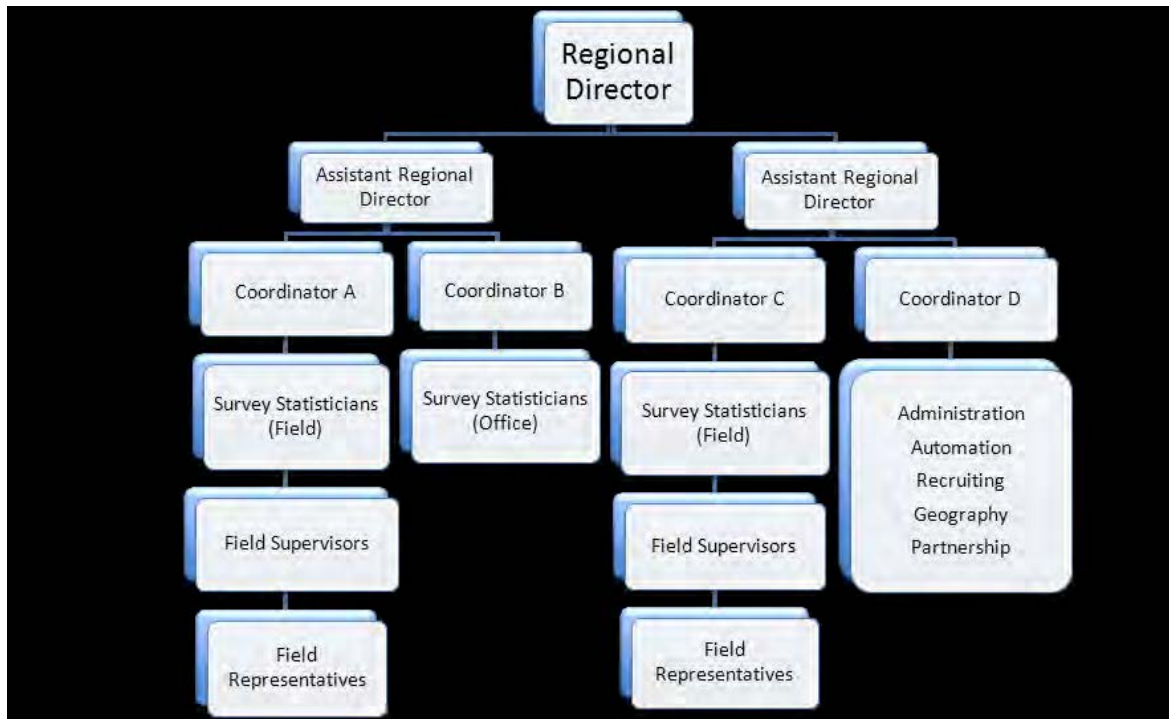 Regional
Director
Assistant Regional
Director
Assistant Regional
Director
Coordinator A
Coordinator B
Coordinator C
Coordinator D
Survey Statisticians
(Field)
Survey Statisticians
(Office)
Survey Statisticians
(Field)
Administration
Automation
Recruiting
Geography
Partnership
Field Supervisors
Field Supervisors
Field
Representatives
Field
Representatives